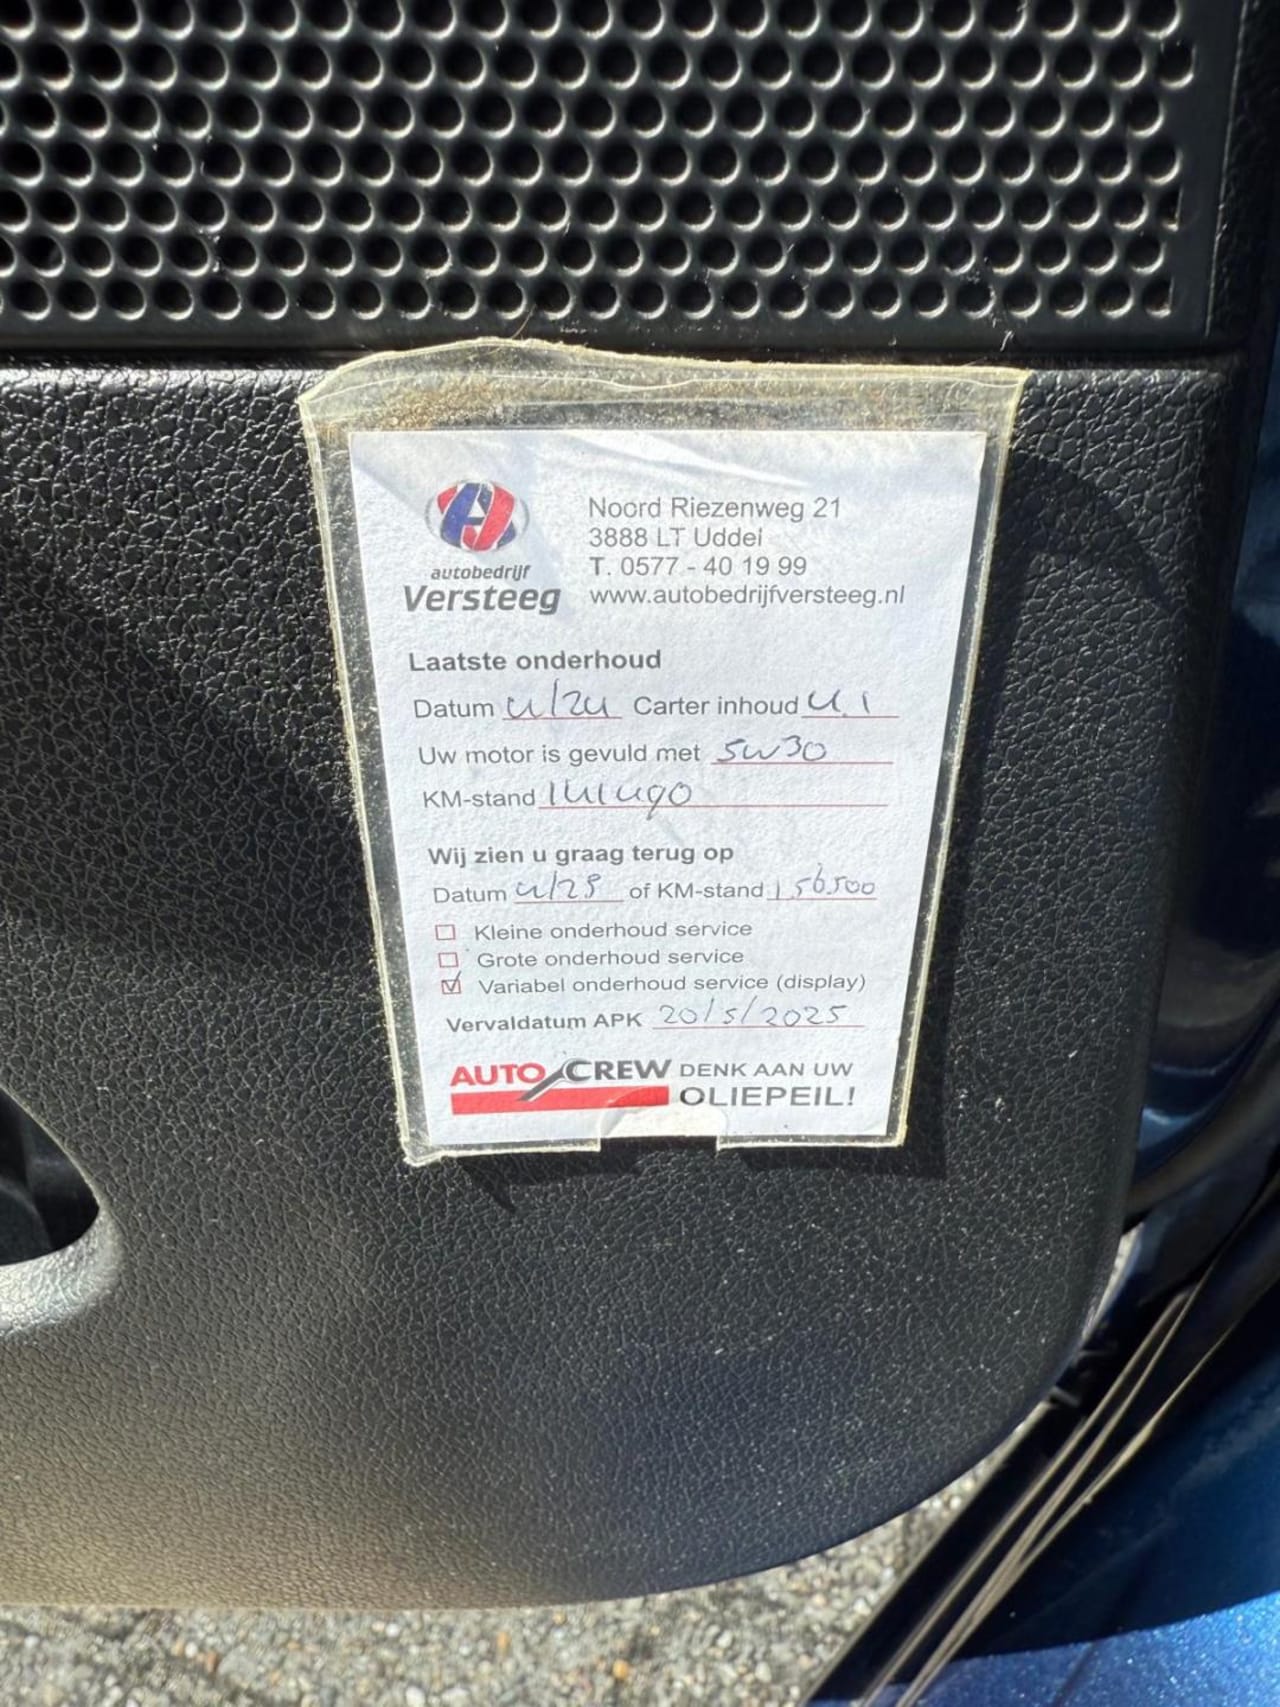 autobedrijf
Versteeg
Noord Riezenweg 21
3888 LT Uddel
T. 0577 - 40 19 99
www.autobedrijfversteeg.nl
Laatste onderhoud
Datum 4/24 Carter inhoud 4.1
Uw motor is gevuld met 5w30
KM-stand 141490
Wij zien u graag terug op
Datum 4/25 of KM-stand 156500
Kleine onderhoud service
Grote onderhoud service
Variabel onderhoud service (display)
Vervaldatum APK 20/5/2025
AUTO CREW DENK AAN UW
OLIEPEIL!